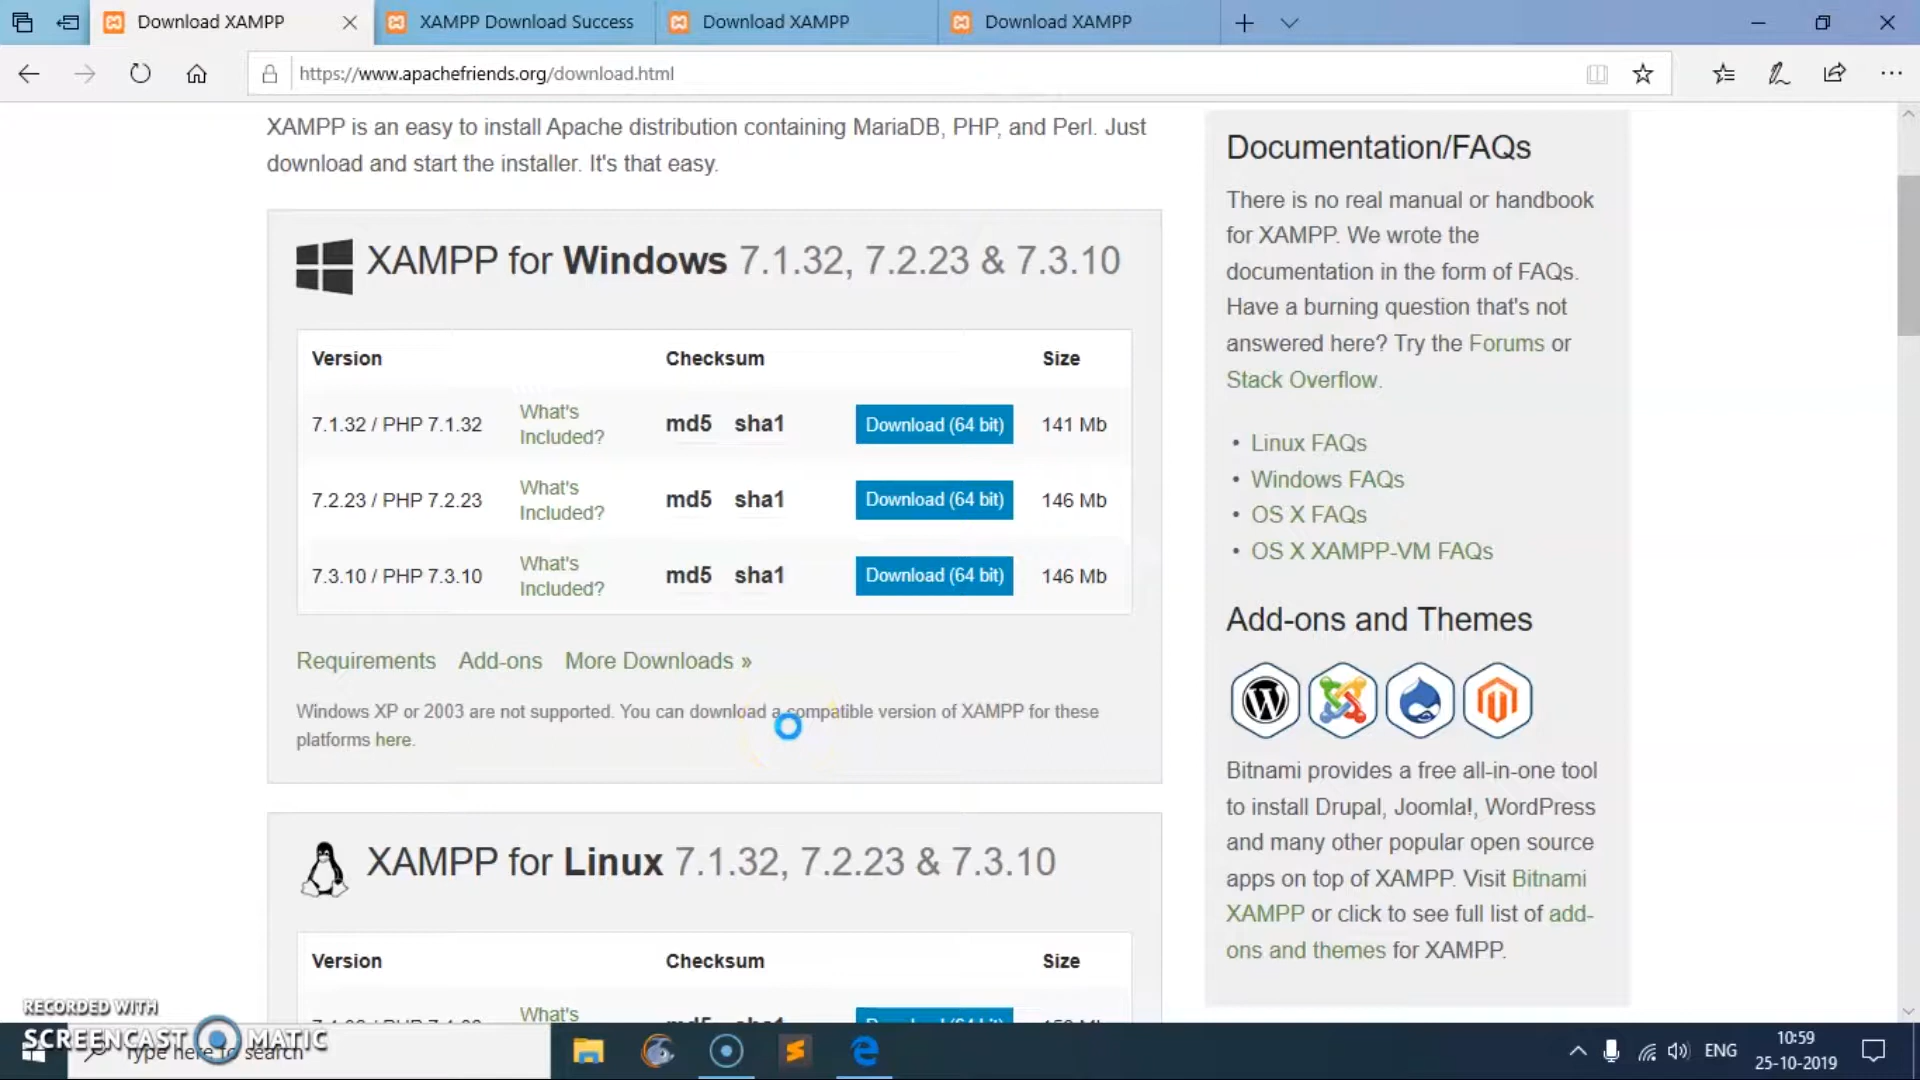 Download XAMPP
XAMPP Download Success
Download XAMPP
Download XAMPP
https://www.apachefriends.org/download.html
XAMPP is an easy to install Apache distribution containing MariaDB, PHP, and Perl. Just
download and start the installer. It's that easy.
XAMPP for Windows 7.1.32, 7.2.23 & 7.3.10
Version Checksum Size
7.1.32 / PHP 7.1.32 What's Included? md5 sha1 Download (64 bit) 141 Mb
7.2.23 / PHP 7.2.23 What's Included? md5 sha1 Download (64 bit) 146 Mb
7.3.10 / PHP 7.3.10 What's Included? md5 sha1 Download (64 bit) 146 Mb
Requirements Add-ons More Downloads »
Windows XP or 2003 are not supported. You can download a compatible version of XAMPP for these
platforms here.
XAMPP for Linux 7.1.32, 7.2.23 & 7.3.10
Version Checksum Size
What's
Documentation/FAQs
There is no real manual or handbook
for XAMPP. We wrote the
documentation in the form of FAQs.
Have a burning question that's not
answered here? Try the Forums or
Stack Overflow.
• Linux FAQs
• Windows FAQs
• OS X FAQs
• OS X XAMPP-VM FAQs
Add-ons and Themes
Bitnami provides a free all-in-one tool
to install Drupal, Joomla!, WordPress
and many other popular open source
apps on top of XAMPP. Visit Bitnami
XAMPP or click to see full list of add-
ons and themes for XAMPP.
RECORDED WITH
SCREENCAST MATIC
Type here to search
ENG
10:59
25-10-2019